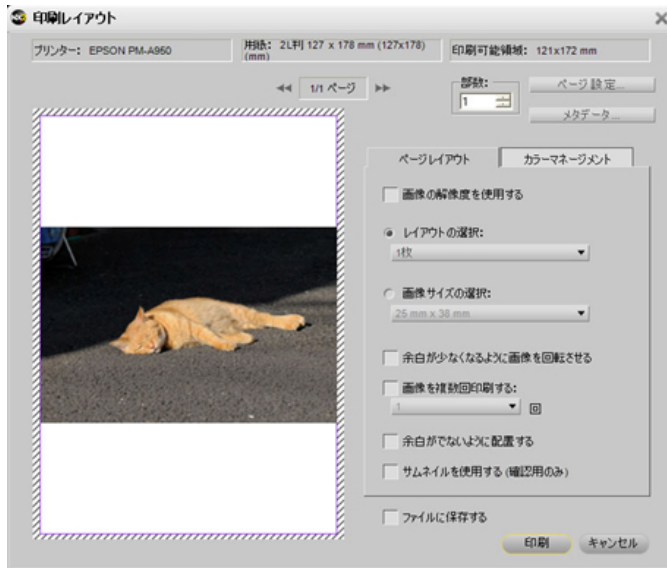 印刷レイアウト
プリンター： EPSON PM-A950
用紙： 2L判 127 x 178 mm (127x178)
(mm)
印刷可能領域： 121x172 mm
1/1 ページ
部数：
1
ページ設定...
メタデータ...
ページレイアウト
カラーマネージメント
画像の解像度を使用する
レイアウトの選択：
1枚
画像サイズの選択：
25 mm x 38 mm
余白が少なくなるように画像を回転させる
画像を複数回印刷する：
1
回
余白がでないように配置する
サムネイルを使用する (確認用のみ)
ファイルに保存する
印刷
キャンセル